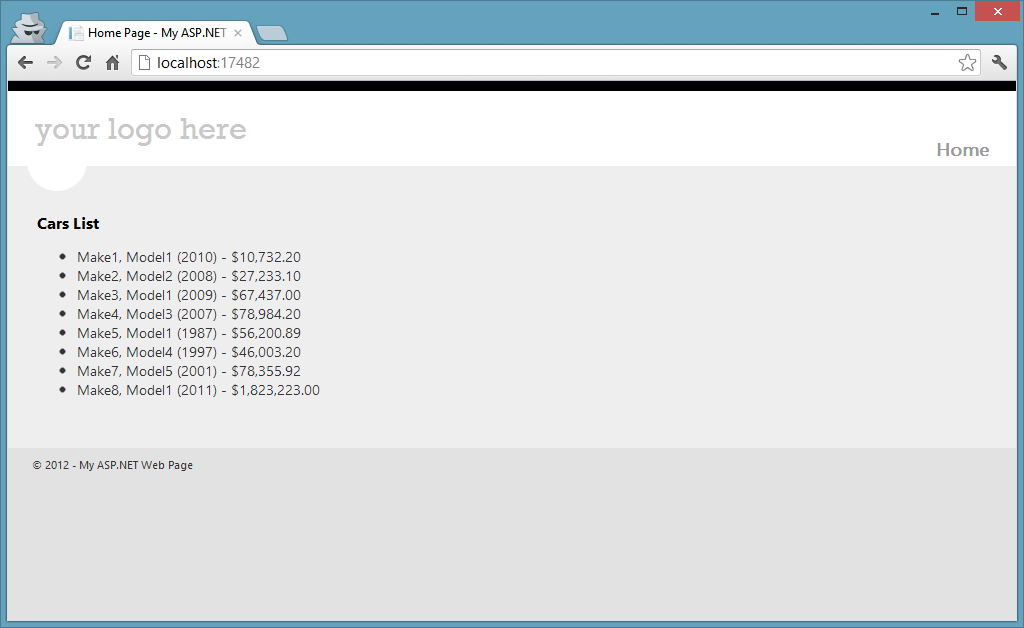 Home Page - My ASP.NET
localhost:17482
your logo here
Home
Cars List
Make1, Model1 (2010) - $10,732.20
Make2, Model2 (2008) - $27,233.10
Make3, Model1 (2009) - $67,437.00
Make4, Model3 (2007) - $78,984.20
Make5, Model1 (1987) - $56,200.89
Make6, Model4 (1997) - $46,003.20
Make7, Model5 (2001) - $78,355.92
Make8, Model1 (2011) - $1,823,223.00
© 2012 - My ASP.NET Web Page